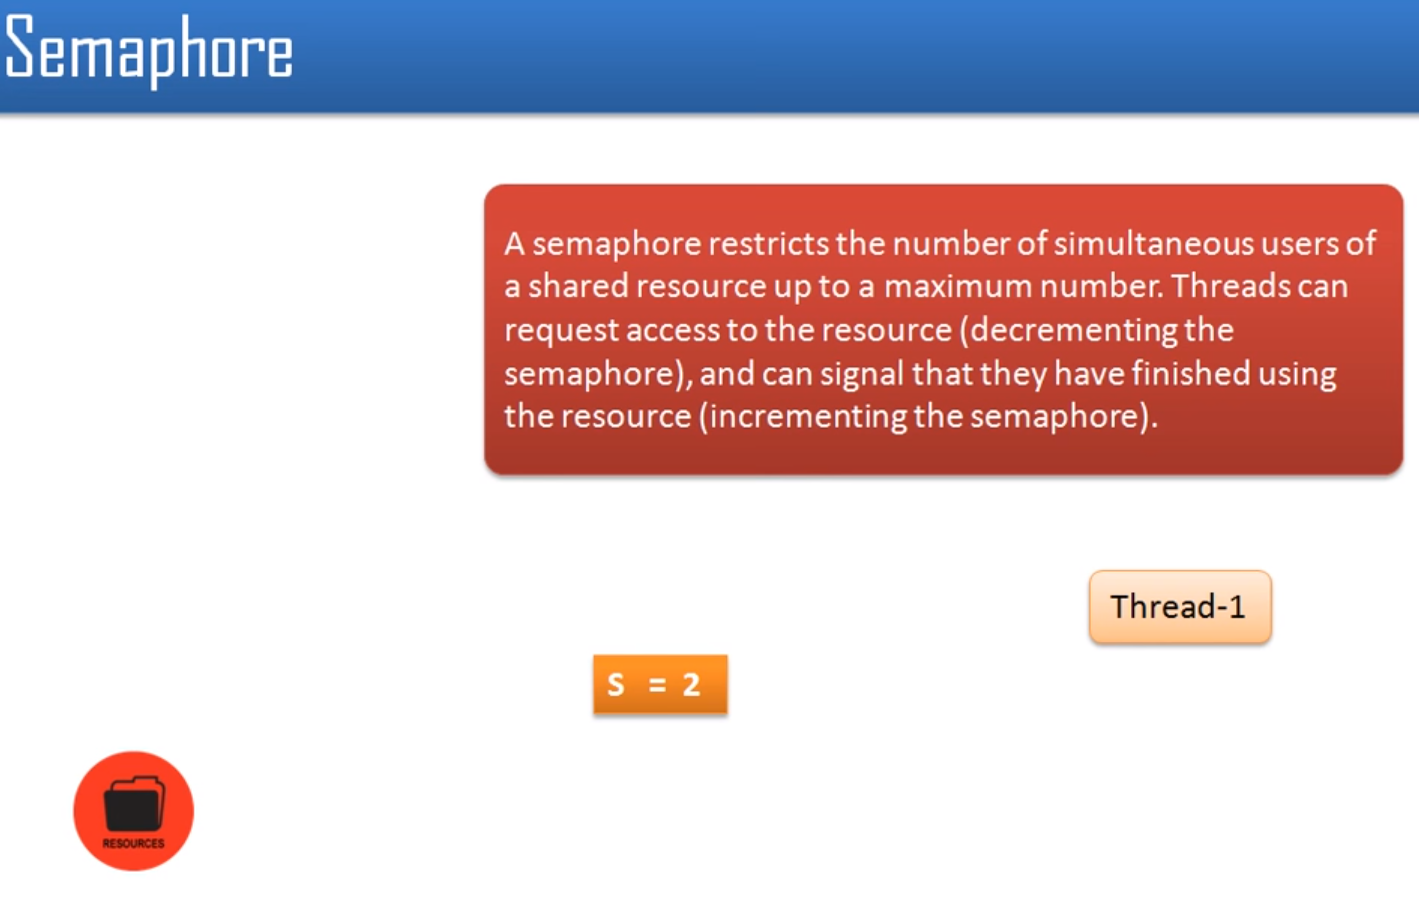 Semaphore
A semaphore restricts the number of simultaneous users of
a shared resource up to a maximum number. Threads can
request access to the resource (decrementing the
semaphore), and can signal that they have finished using
the resource (incrementing the semaphore).
Thread-1
S = 2
RESOURCES